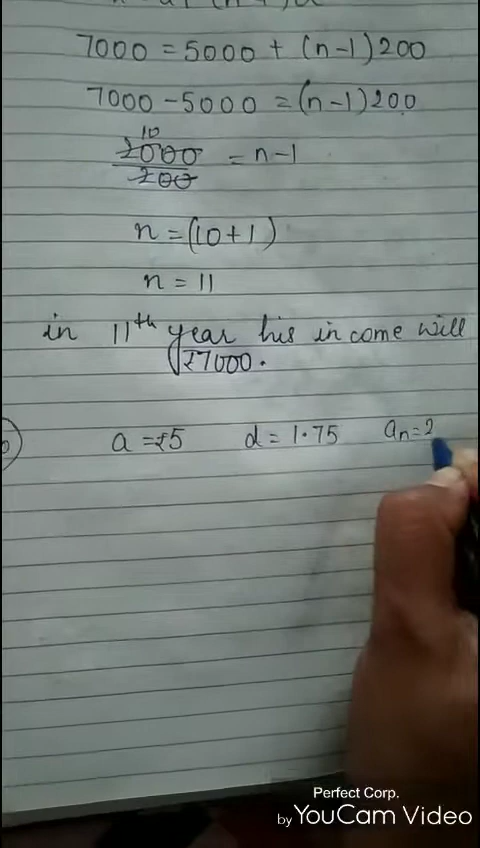 7000 = 5000 + (n-1)200
7000 - 5000 = (n-1)200
10
2000
200
= n-1
n = (10+1)
n = 11
in 11th year his income will
₹7000.
a = ₹5 d = 1.75 an = 2
Perfect Corp.
by YouCam Video